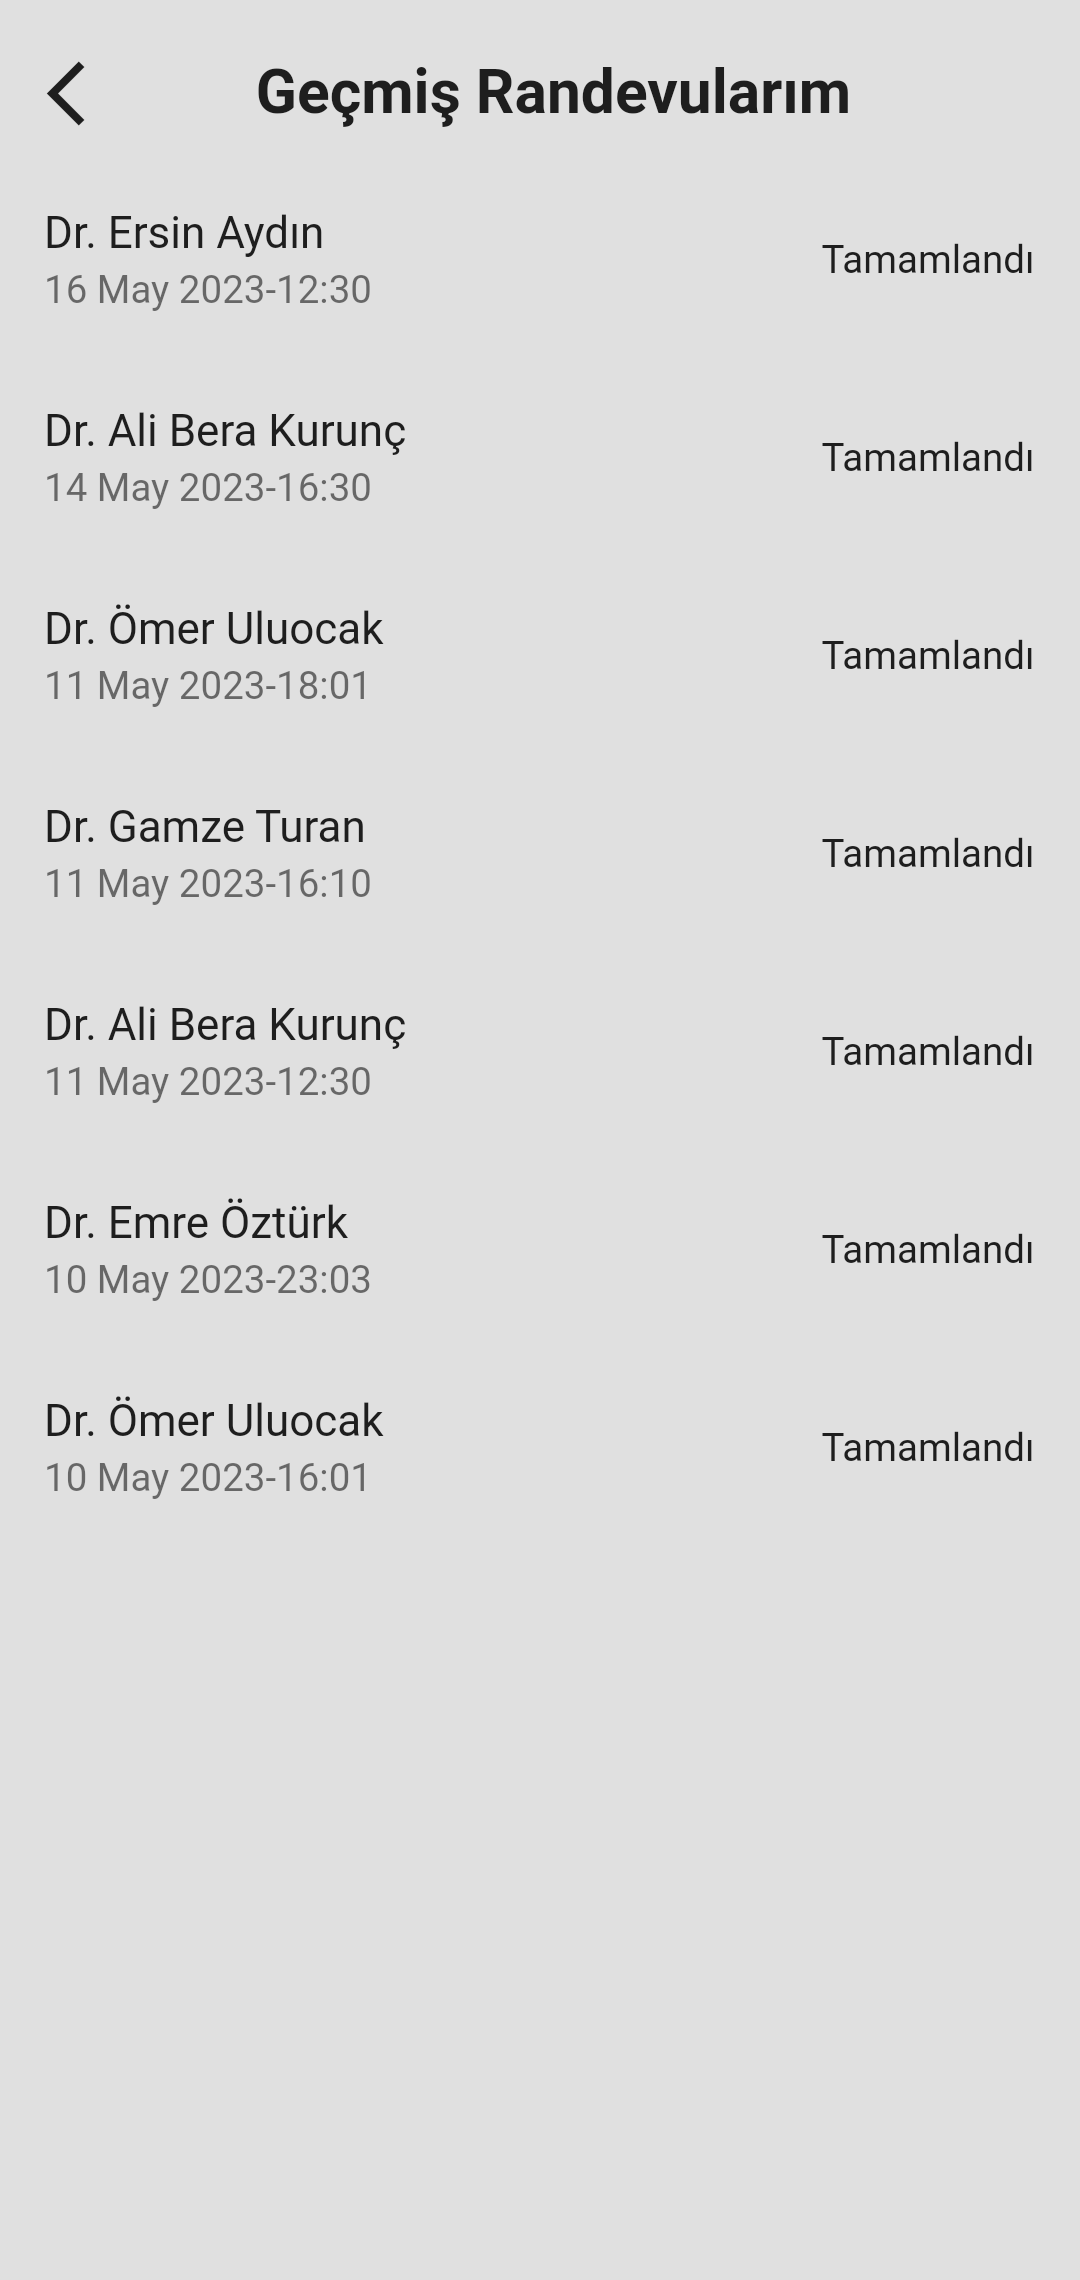 Geçmiş Randevularım
Dr. Ersin Aydın
16 May 2023-12:30
Tamamlandı
Dr. Ali Bera Kurunç
14 May 2023-16:30
Tamamlandı
Dr. Ömer Uluocak
11 May 2023-18:01
Tamamlandı
Dr. Gamze Turan
11 May 2023-16:10
Tamamlandı
Dr. Ali Bera Kurunç
11 May 2023-12:30
Tamamlandı
Dr. Emre Öztürk
10 May 2023-23:03
Tamamlandı
Dr. Ömer Uluocak
10 May 2023-16:01
Tamamlandı